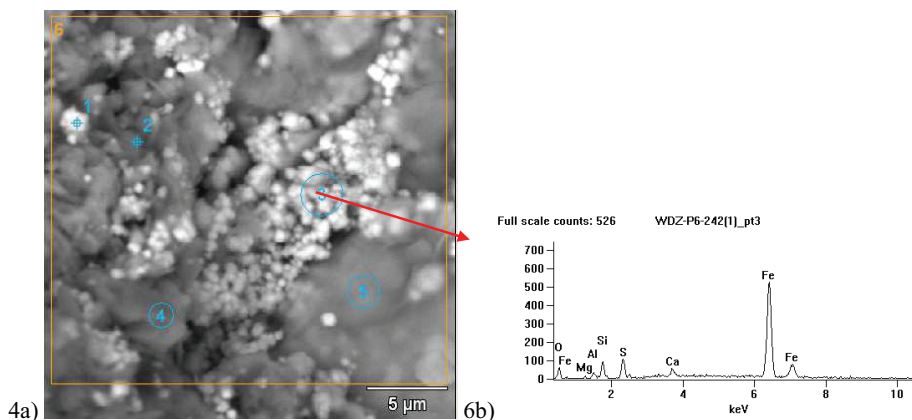 6
1
2
3
4
5
5 µm
4a)
6b)
Full scale counts: 526 WDZ-P6-242(1)_pt3
700
600
500
400
300
200
100
0
O
Fe
Mg
Al
Si
S
Ca
Fe
Fe
2 4 6 8 10
keV